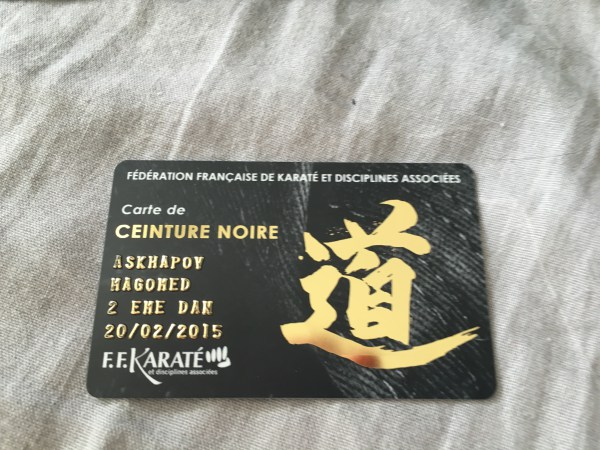 FÉDÉRATION FRANÇAISE DE KARATÉ ET DISCIPLINES ASSOCIÉES
Carte de
CEINTURE NOIRE
ASKHAPOV
MAGOMED
2 EME DAN
20/02/2015
F.F.KARATÉ
et disciplines associées
道